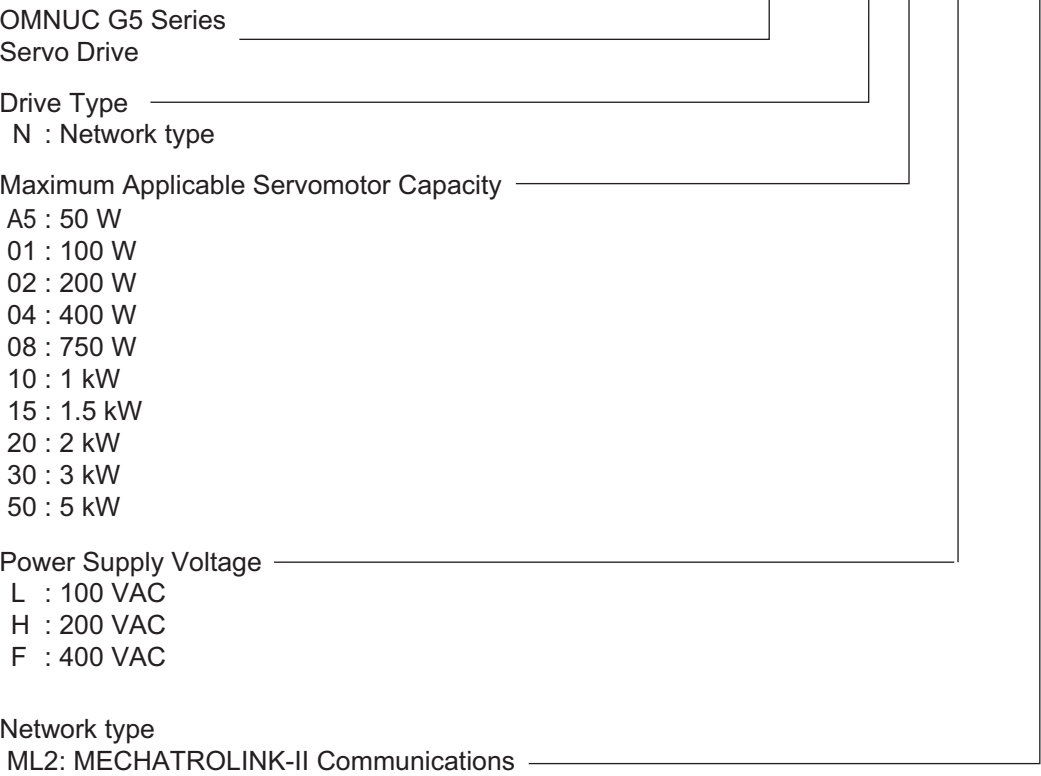 OMNUC G5 Series
Servo Drive
Drive Type
N : Network type
Maximum Applicable Servomotor Capacity
A5 : 50 W
01 : 100 W
02 : 200 W
04 : 400 W
08 : 750 W
10 : 1 kW
15 : 1.5 kW
20 : 2 kW
30 : 3 kW
50 : 5 kW
Power Supply Voltage
L : 100 VAC
H : 200 VAC
F : 400 VAC
Network type
ML2: MECHATROLINK-II Communications